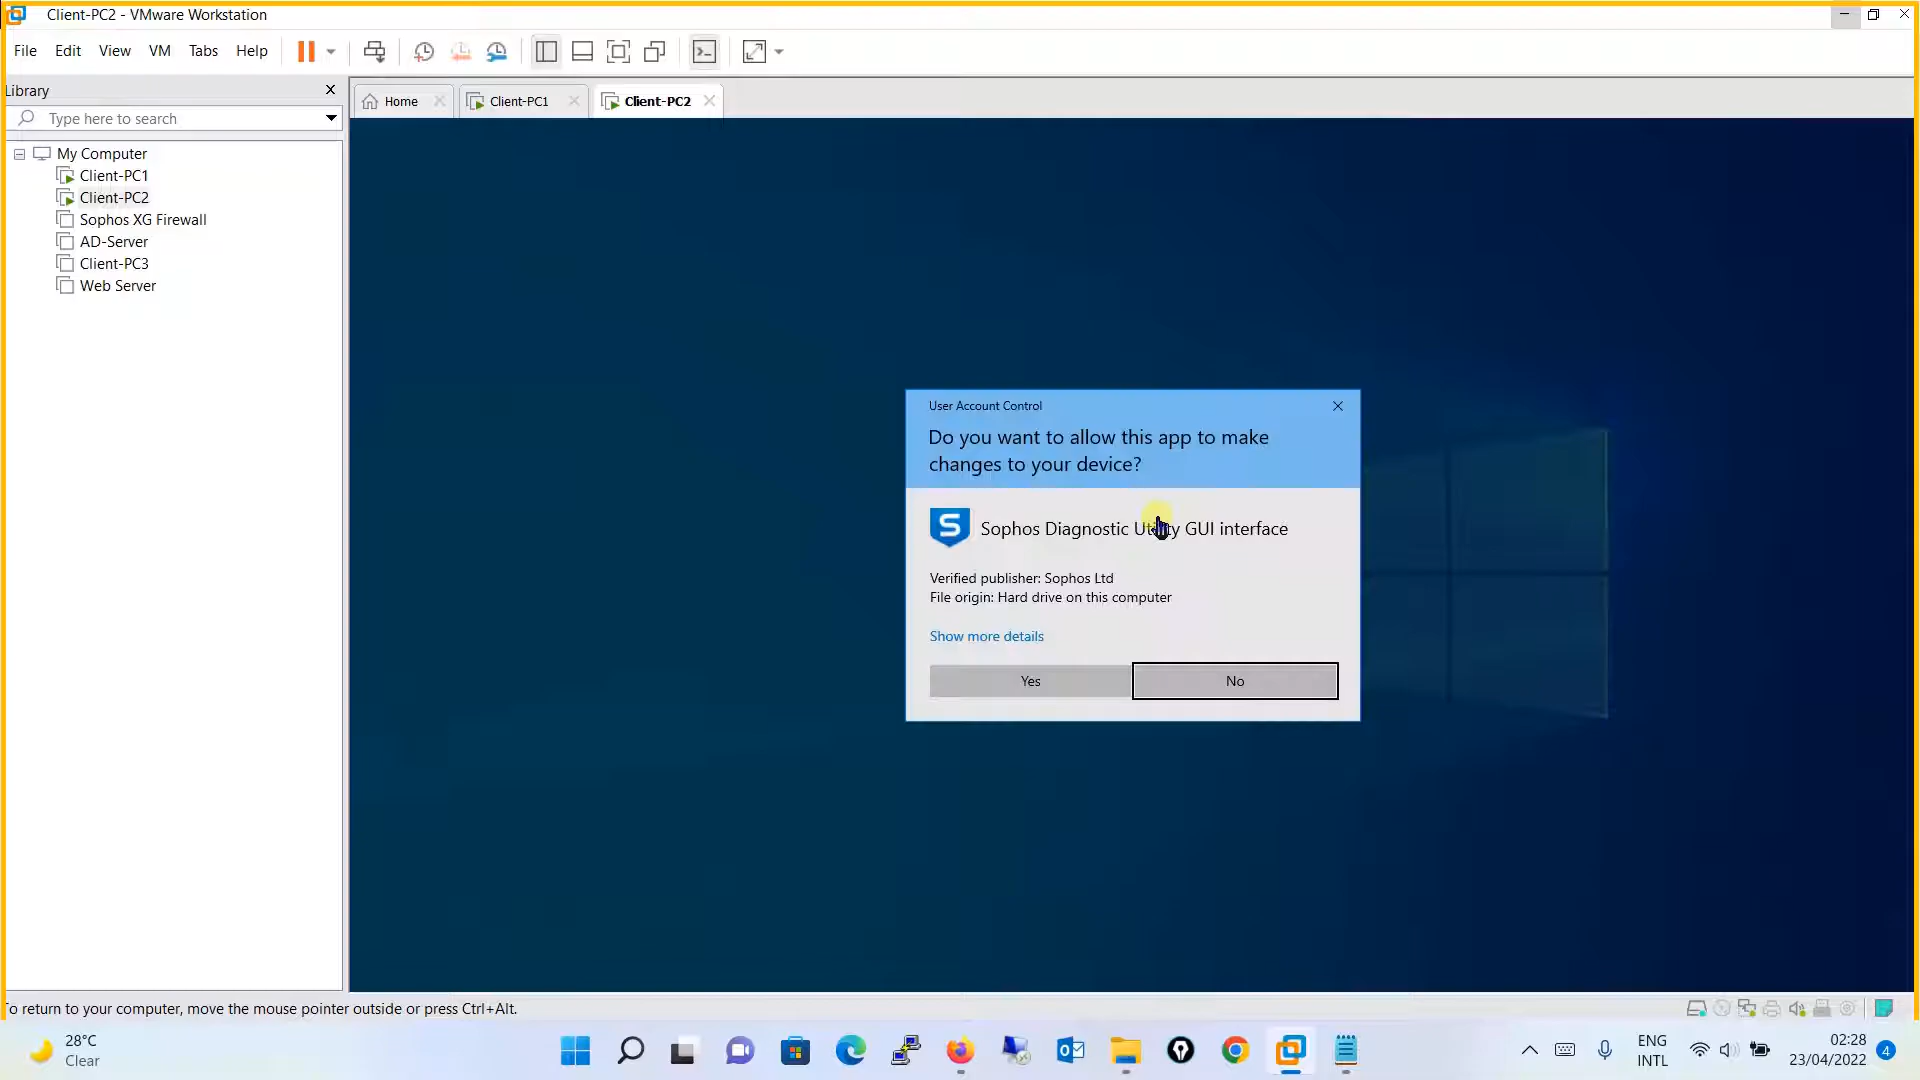 Client-PC2 - VMware Workstation
File Edit View VM Tabs Help
Library
Type here to search
My Computer
Client-PC1
Client-PC2
Sophos XG Firewall
AD-Server
Client-PC3
Web Server
Home
Client-PC1
Client-PC2
User Account Control
Do you want to allow this app to make
changes to your device?
S
Sophos Diagnostic Utility GUI interface
Verified publisher: Sophos Ltd
File origin: Hard drive on this computer
Show more details
Yes
No
To return to your computer, move the mouse pointer outside or press Ctrl+Alt.
28°C
Clear
ENG
INTL
02:28
23/04/2022
4